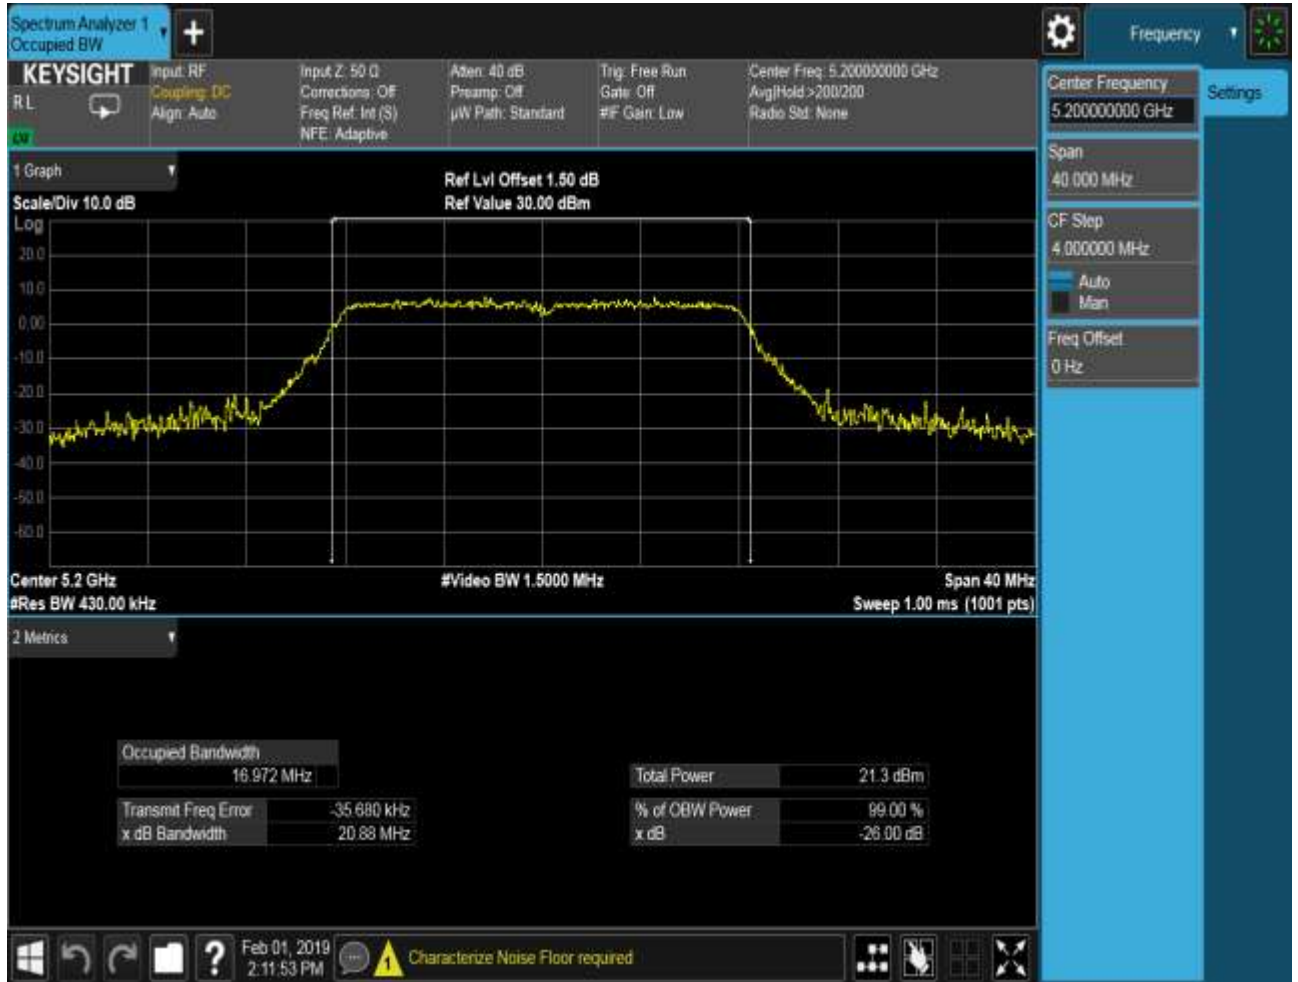 Spectrum Analyzer 1
Occupied BW
Frequency
KEYSIGHT
RL
Input: RF
Coupling: DC
Align: Auto
Input Z: 50 Ω
Corrections: Off
Freq Ref: Int (S)
NFE: Adaptive
Atten: 40 dB
Preamp: Off
µW Path: Standard
Trig: Free Run
Gate: Off
#IF Gain: Low
Center Freq: 5.200000000 GHz
Avg|Hold:>200/200
Radio Std: None
Center Frequency
5.200000000 GHz
Settings
Span
40.000 MHz
CF Step
4.000000 MHz
Auto
Man
Freq Offset
0 Hz
1 Graph
Scale/Div 10.0 dB
Ref Lvl Offset 1.50 dB
Ref Value 30.00 dBm
Log
20.0
10.0
0.00
-10.0
-20.0
-30.0
-40.0
-50.0
-60.0
Center 5.2 GHz
#Video BW 1.5000 MHz
Span 40 MHz
#Res BW 430.00 kHz
Sweep 1.00 ms (1001 pts)
2 Metrics
Occupied Bandwidth
16.972 MHz
Total Power 21.3 dBm
Transmit Freq Error -35.680 kHz
% of OBW Power 99.00 %
x dB Bandwidth 20.88 MHz
x dB -26.00 dB
Feb 01, 2019
2:11:53 PM
1
Characterize Noise Floor required